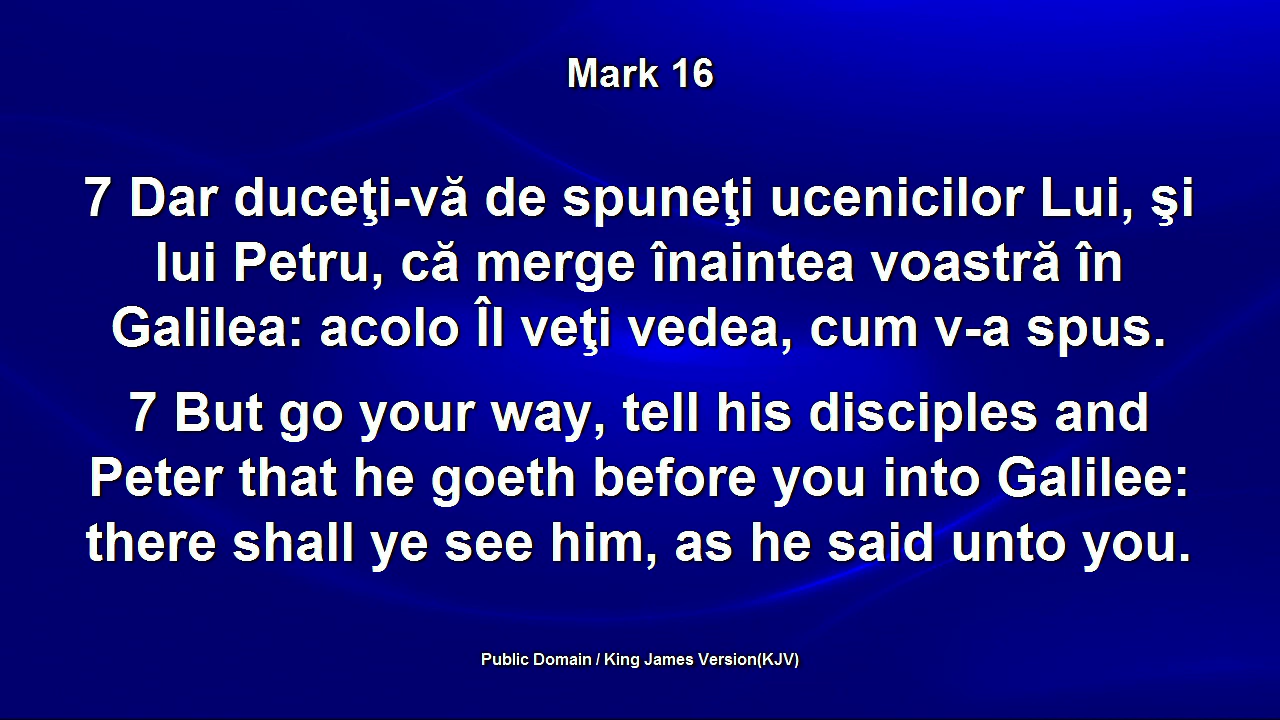 Mark 16
7 Dar duceţi-vă de spuneţi ucenicilor Lui, şi
lui Petru, că merge înaintea voastră în
Galilea: acolo Îl veţi vedea, cum v-a spus.
7 But go your way, tell his disciples and
Peter that he goeth before you into Galilee:
there shall ye see him, as he said unto you.
Public Domain / King James Version(KJV)